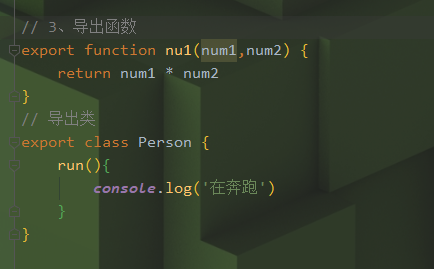 // 3、导出函数
export function nu1(num1,num2) {
    return num1 * num2
}
// 导出类
export class Person {
    run(){
        console.log('在奔跑')
    }
}